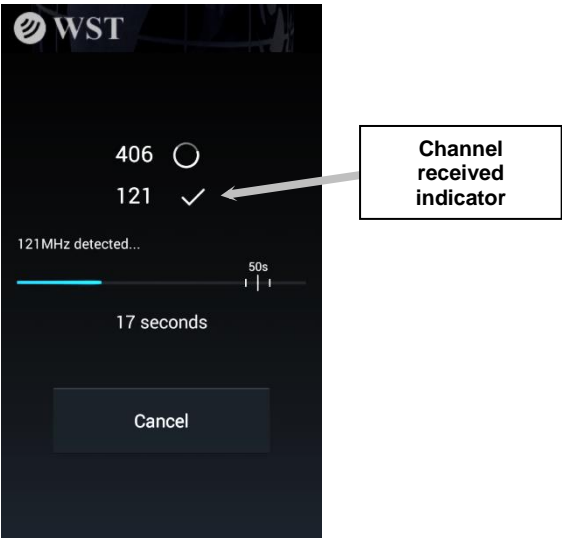 WST
406
121
121MHz detected...
50s
17 seconds
Cancel
Channel
received
indicator